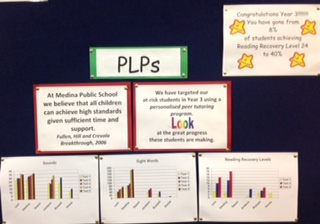 Congratulations Year 3!!!!!
You have gone from
8%
of students achieving
Reading Recovery Level 24
to 40%
PLPs
At Medina Public School
we believe that all children
can achieve high standards
given sufficient time and
support.
Fullen, Hill and Crevola
Breakthrough, 2006
We have targeted our
at risk students in Year 3 using a
personalised peer tutoring
program.
Look
at the great progress
these students are making.
Sounds
Sight Words
Reading Recovery Levels